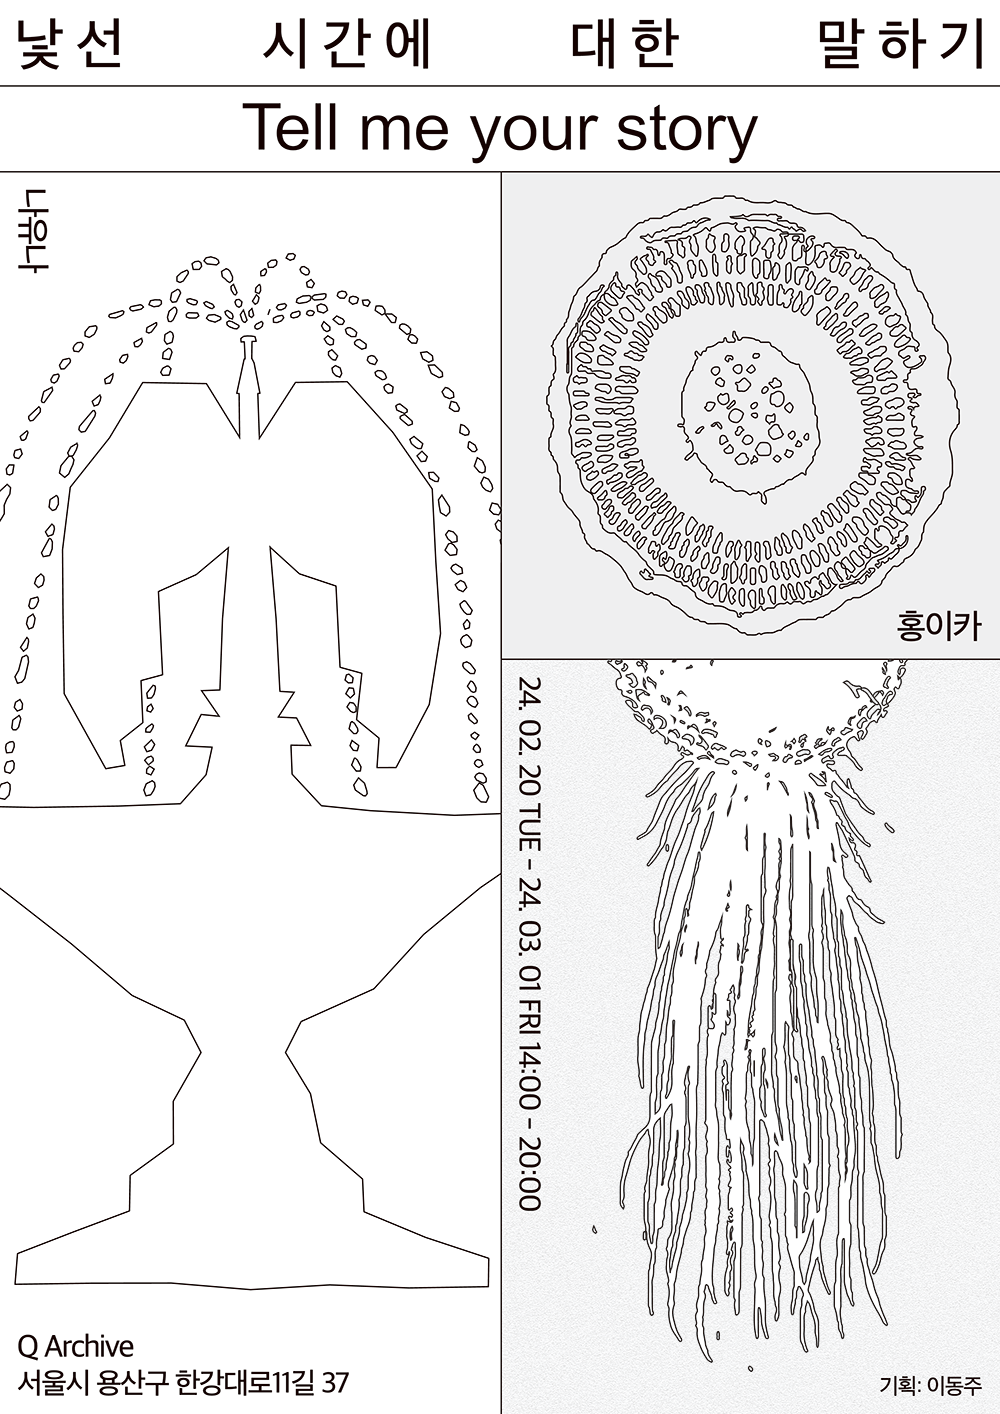 낯선 시간에 대한 말하기
Tell me your story
나유나
홍이카
24. 02. 20 TUE - 24. 03. 01 FRI 14:00 - 20:00
Q Archive
서울시 용산구 한강대로11길 37
기획: 이동주